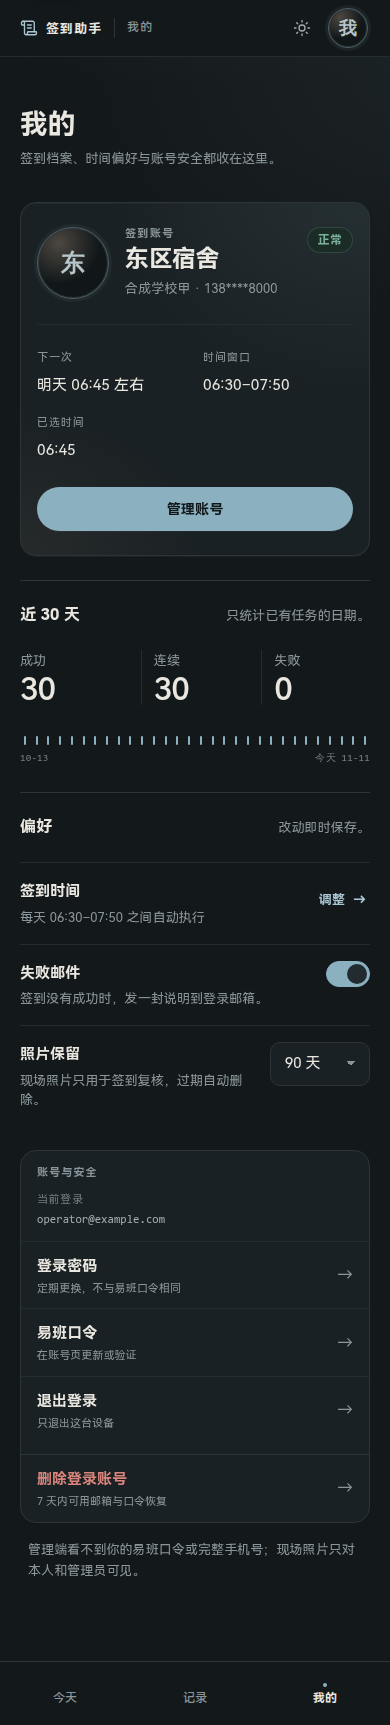 签到助手 我的 我
我的
签到档案、时间偏好与账号安全都收在这里。
东
签到账号
东区宿舍
合成学校甲 · 138****8000
正常
下一次 时间窗口
明天 06:45 左右 06:30–07:50
已选时间
06:45
管理账号
近 30 天 只统计已有任务的日期。
成功 连续 失败
30 30 0
10-13 今天 11-11
偏好 改动即时保存。
签到时间
每天 06:30–07:50 之间自动执行
调整 →
失败邮件
签到没有成功时，发一封说明到登录邮箱。
照片保留
现场照片只用于签到复核，过期自动删
除。
90 天
账号与安全
当前登录
operator@example.com
登录密码
定期更换，不与易班口令相同
→
易班口令
在账号页更新或验证
→
退出登录
只退出这台设备
→
删除登录账号
7 天内可用邮箱与口令恢复
→
管理端看不到你的易班口令或完整手机号；现场照片只对
本人和管理员可见。
今天 记录 我的